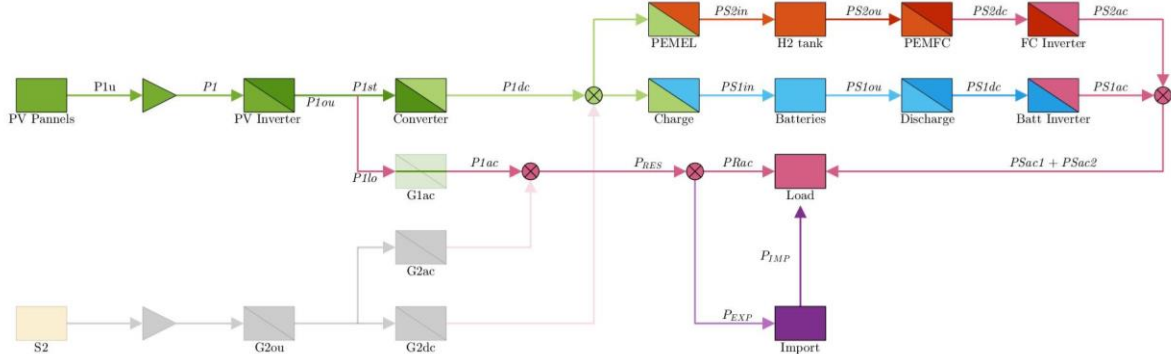 PS2in
PS2ou
PS2dc
PS2ac
PEMEL
H2 tank
PEMFC
FC Inverter
P1u
P1
P1ou
P1st
P1dc
PS1in
PS1ou
PS1dc
PS1ac
PV Pannels
PV Inverter
Converter
Charge
Batteries
Discharge
Batt Inverter
P1lo
P1ac
PRES
PRac
PSac1 + PSac2
G1ac
Load
G2ac
PIMP
PEXP
S2
G2ou
G2dc
Import